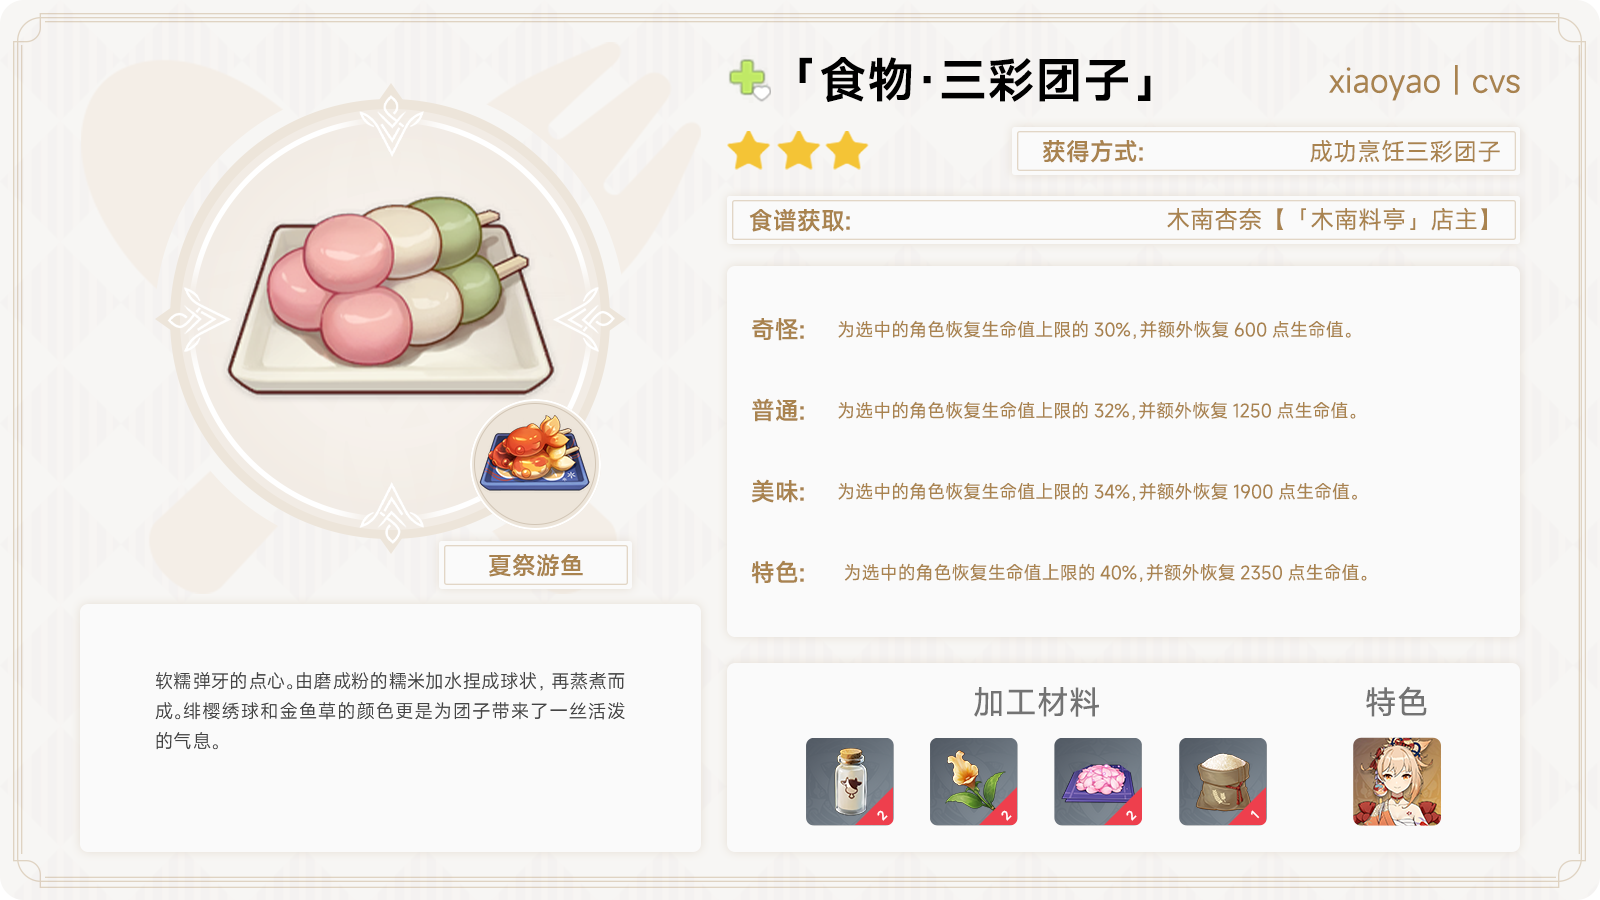 「食物·三彩团子」
xiaoyao | cvs
获得方式: 成功烹饪三彩团子
食谱获取: 木南杏奈【「木南料亭」店主】
奇怪: 为选中的角色恢复生命值上限的 30%,并额外恢复 600 点生命值。
普通: 为选中的角色恢复生命值上限的 32%,并额外恢复 1250 点生命值。
美味: 为选中的角色恢复生命值上限的 34%,并额外恢复 1900 点生命值。
特色: 为选中的角色恢复生命值上限的 40%,并额外恢复 2350 点生命值。
夏祭游鱼
软糯弹牙的点心。由磨成粉的糯米加水捏成球状，再蒸煮而
成。绯樱绣球和金鱼草的颜色更是为团子带来了一丝活泼
的气息。
加工材料
特色
2
2
2
1